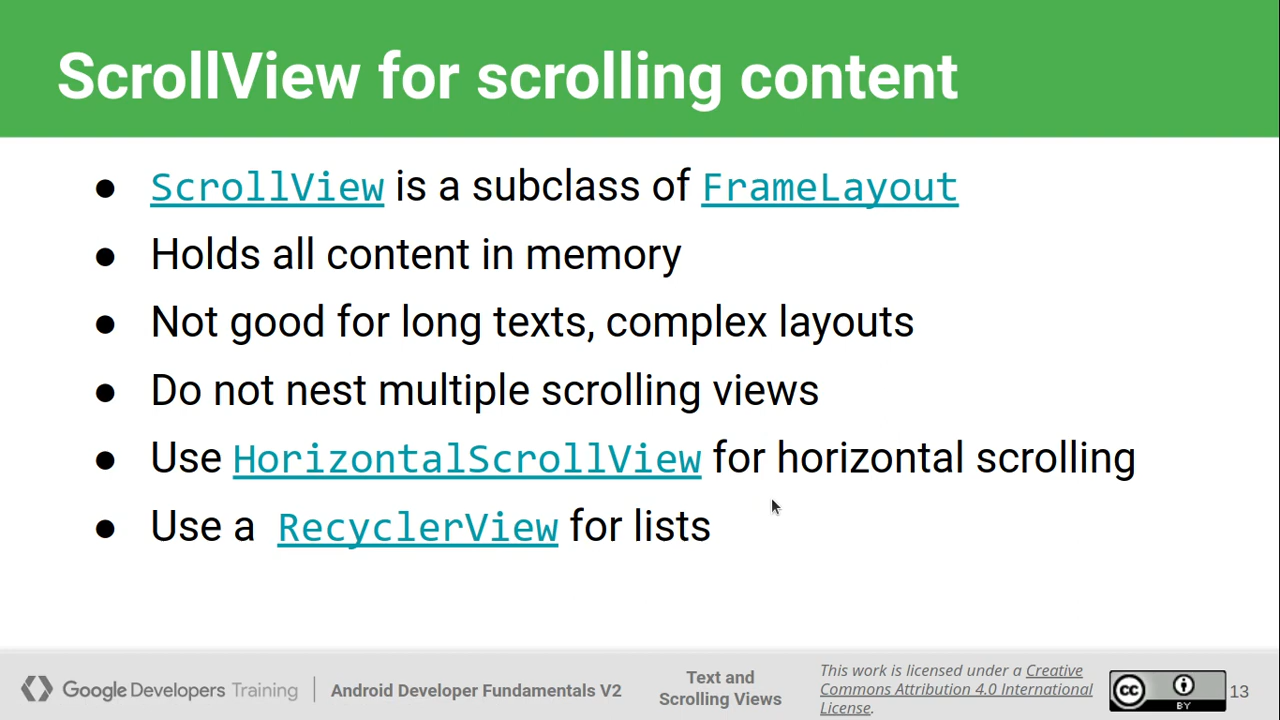 ScrollView for scrolling content
● ScrollView is a subclass of FrameLayout
● Holds all content in memory
● Not good for long texts, complex layouts
● Do not nest multiple scrolling views
● Use HorizontalScrollView for horizontal scrolling
● Use a RecyclerView for lists
Google Developers Training
Android Developer Fundamentals V2
Text and
Scrolling Views
This work is licensed under a Creative
Commons Attribution 4.0 International
License.
cc
BY
13